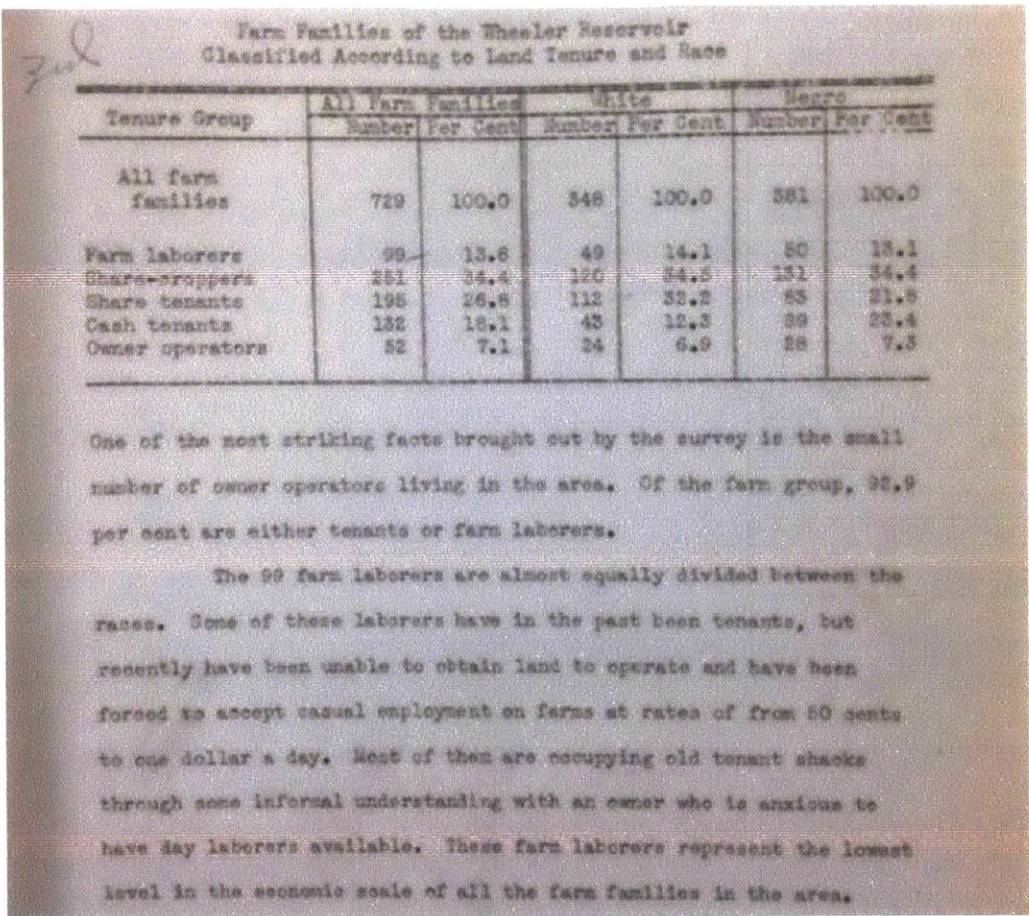 3rd
Farm Families of the Wheeler Reservoir
Classified According to Land Tenure and Race
Tenure Group All Farm Families White Negro
Number Per Cent Number Per Cent Number Per Cent
All farm
families 729 100.0 348 100.0 381 100.0
Farm laborers 99 13.6 49 14.1 50 13.1
Share-croppers 251 34.4 120 34.5 131 34.4
Share tenants 195 26.8 112 32.2 83 21.8
Cash tenants 132 18.1 43 12.3 89 23.4
Owner operators 52 7.1 24 6.9 28 7.3
One of the most striking facts brought out by the survey is the small
number of owner operators living in the area. Of the farm group, 92.9
per cent are either tenants or farm laborers.
The 99 farm laborers are almost equally divided between the
races. Some of these laborers have in the past been tenants, but
recently have been unable to obtain land to operate and have been
forced to accept casual employment on farms at rates of from 50 cents
to one dollar a day. Most of them are occupying old tenant shacks
through some informal understanding with an owner who is anxious to
have day laborers available. These farm laborers represent the lowest
level in the economic scale of all the farm families in the area.